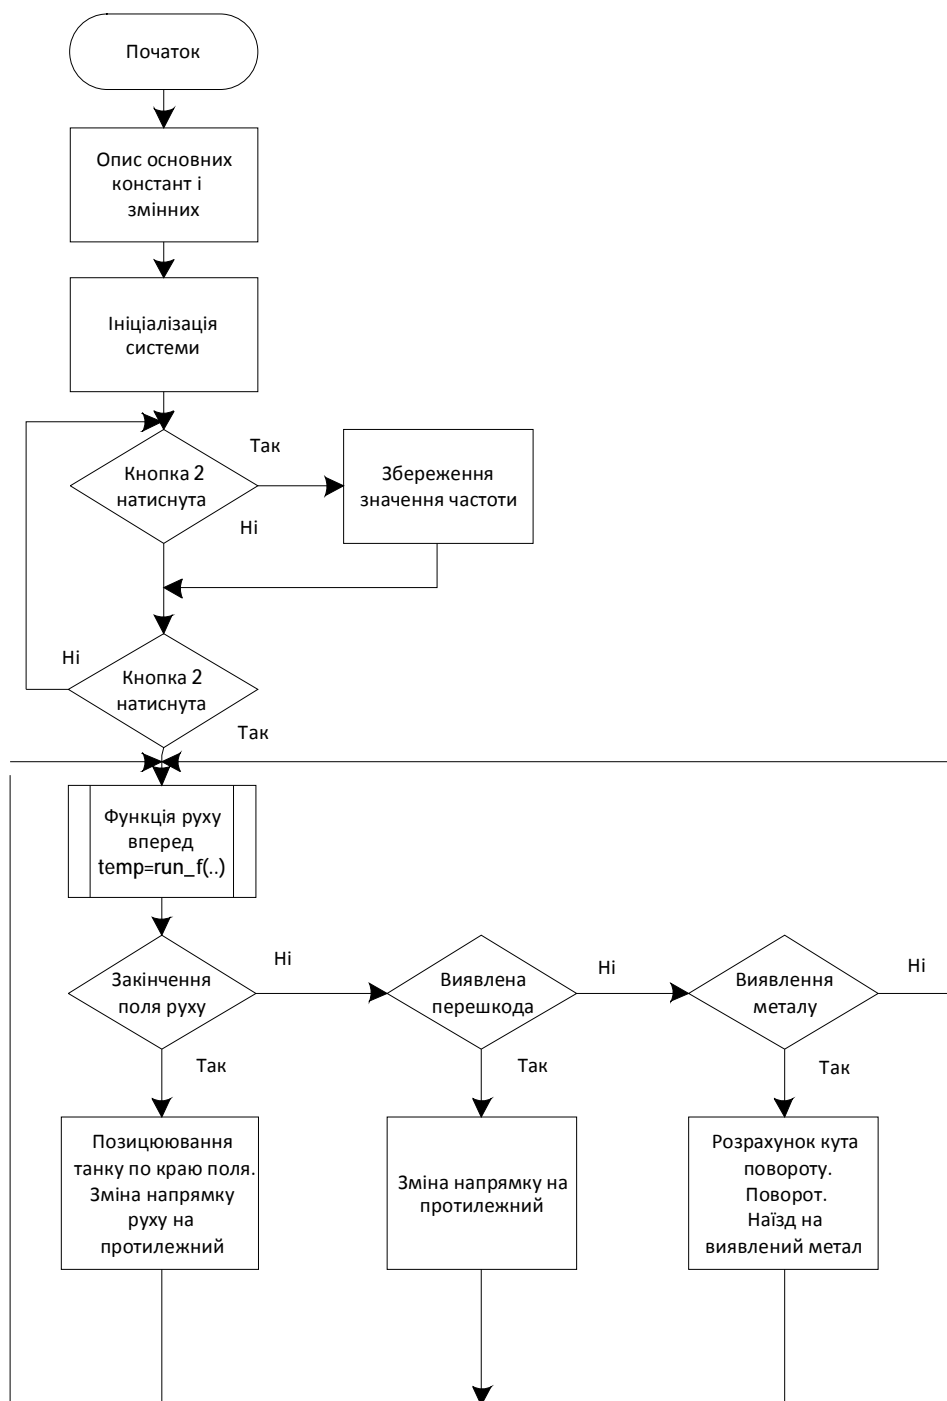 Початок
Опис основних
констант і
змінних
Ініціалізація
системи
Так
Кнопка 2
натиснута
Збереження
значення частоти
Ні
Ні
Кнопка 2
натиснута
Так
Функція руху
вперед
temp=run_f(..)
Закінчення
поля руху
Ні
Виявлена
перешкода
Ні
Виявлення
металу
Ні
Так
Так
Так
Позицюювання
танку по краю поля.
Зміна напрямку
руху на
протилежний
Зміна напрямку на
протилежний
Розрахунок кута
повороту.
Поворот.
Наїзд на
виявлений метал